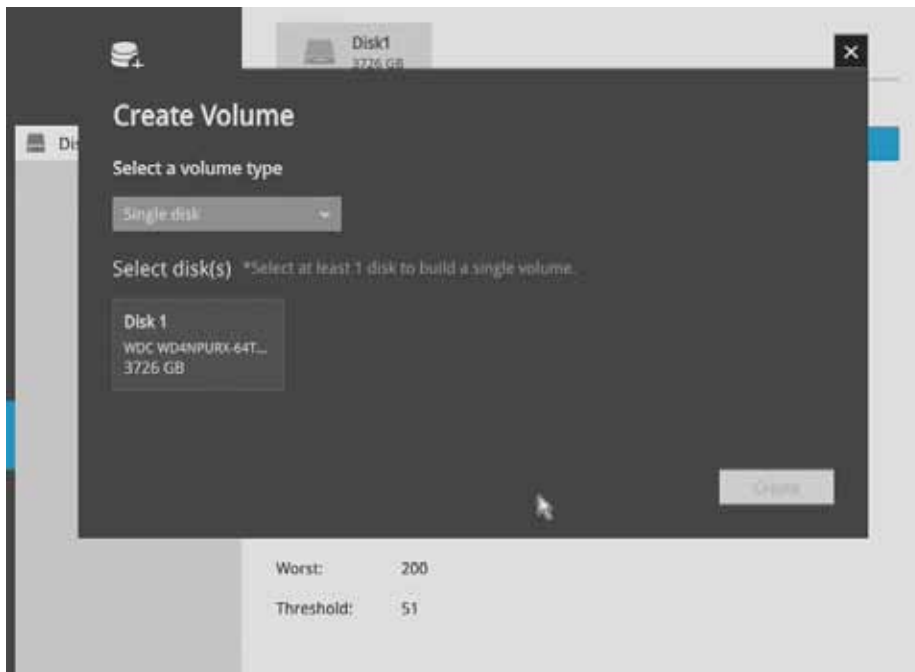 Disk1
3726 GB
Create Volume
Select a volume type
Single disk
Select disk(s) *Select at least 1 disk to build a single volume.
Disk 1
WDC WD4NPURX-64T...
3726 GB
Create
Worst: 200
Threshold: 51